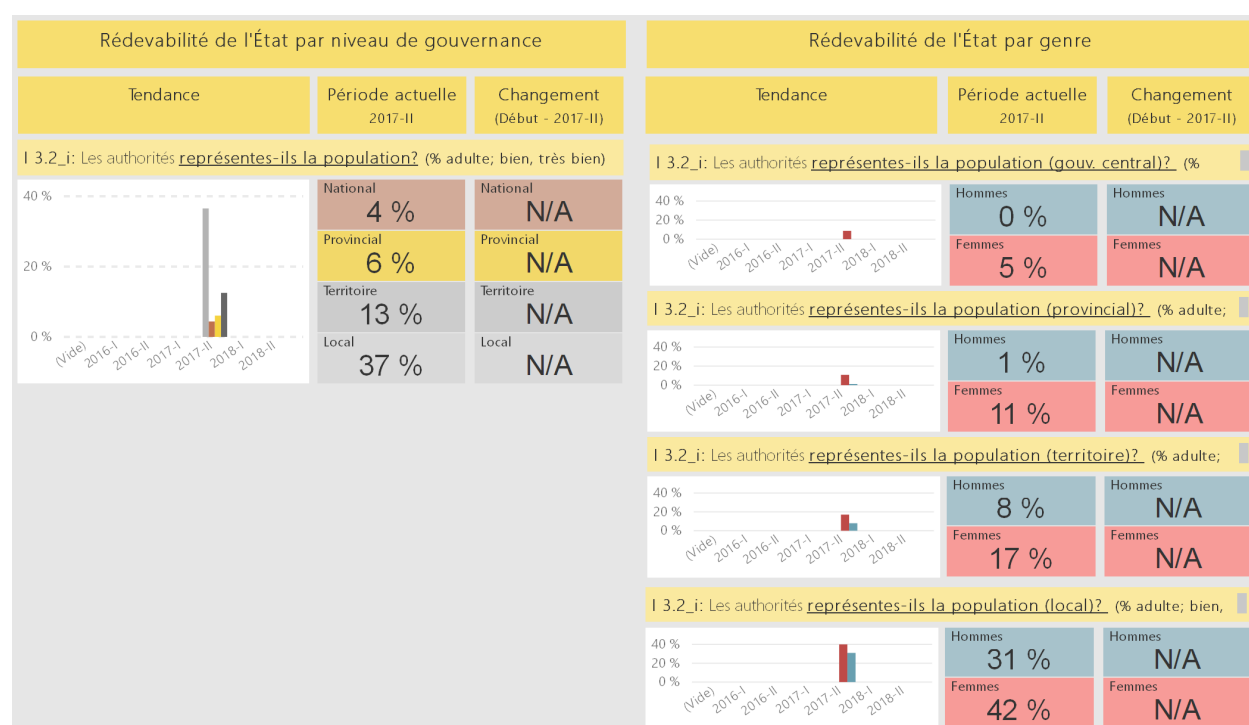 Rédevabilité de l'État par niveau de gouvernance
Tendance
Période actuelle
2017-II
Changement
(Début - 2017-II)
I 3.2_i: Les authorités représentes-ils la population? (% adulte; bien, très bien)
40 %
20 %
0 %
(Vide)
2016-I
2016-II
2017-I
2017-II
2018-I
2018-II
National
4 %
National
N/A
Provincial
6 %
Provincial
N/A
Territoire
13 %
Territoire
N/A
Local
37 %
Local
N/A
Rédevabilité de l'État par genre
Tendance
Période actuelle
2017-II
Changement
(Début - 2017-II)
I 3.2_i: Les authorités représentes-ils la population (gouv. central)? (%
40 %
20 %
0 %
(Vide)
2016-I
2016-II
2017-I
2017-II
2018-I
2018-II
Hommes
0 %
Hommes
N/A
Femmes
5 %
Femmes
N/A
I 3.2_i: Les authorités représentes-ils la population (provincial)? (% adulte;
40 %
20 %
0 %
(Vide)
2016-I
2016-II
2017-I
2017-II
2018-I
2018-II
Hommes
1 %
Hommes
N/A
Femmes
11 %
Femmes
N/A
I 3.2_i: Les authorités représentes-ils la population (territoire)? (% adulte;
40 %
20 %
0 %
(Vide)
2016-I
2016-II
2017-I
2017-II
2018-I
2018-II
Hommes
8 %
Hommes
N/A
Femmes
17 %
Femmes
N/A
I 3.2_i: Les authorités représentes-ils la population (local)? (% adulte; bien,
40 %
20 %
0 %
(Vide)
2016-I
2016-II
2017-I
2017-II
2018-I
2018-II
Hommes
31 %
Hommes
N/A
Femmes
42 %
Femmes
N/A